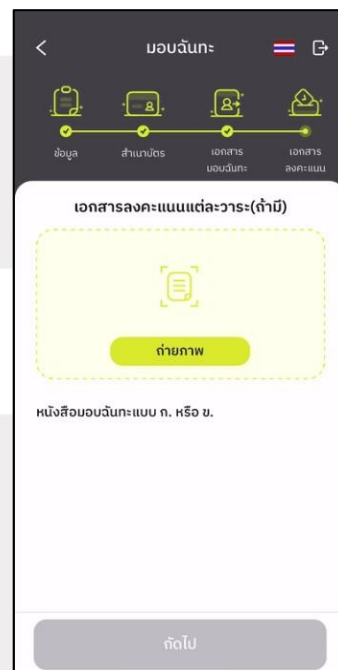 มอบฉันทะ
ข้อมูล
สำเนาบัตร
เอกสาร
มอบฉันทะ
เอกสาร
ลงคะแนน
เอกสารลงคะแนนแต่ละวาระ(ถ้ามี)
ถ่ายภาพ
หนังสือมอบฉันทะแบบ ก. หรือ ข.
ถัดไป